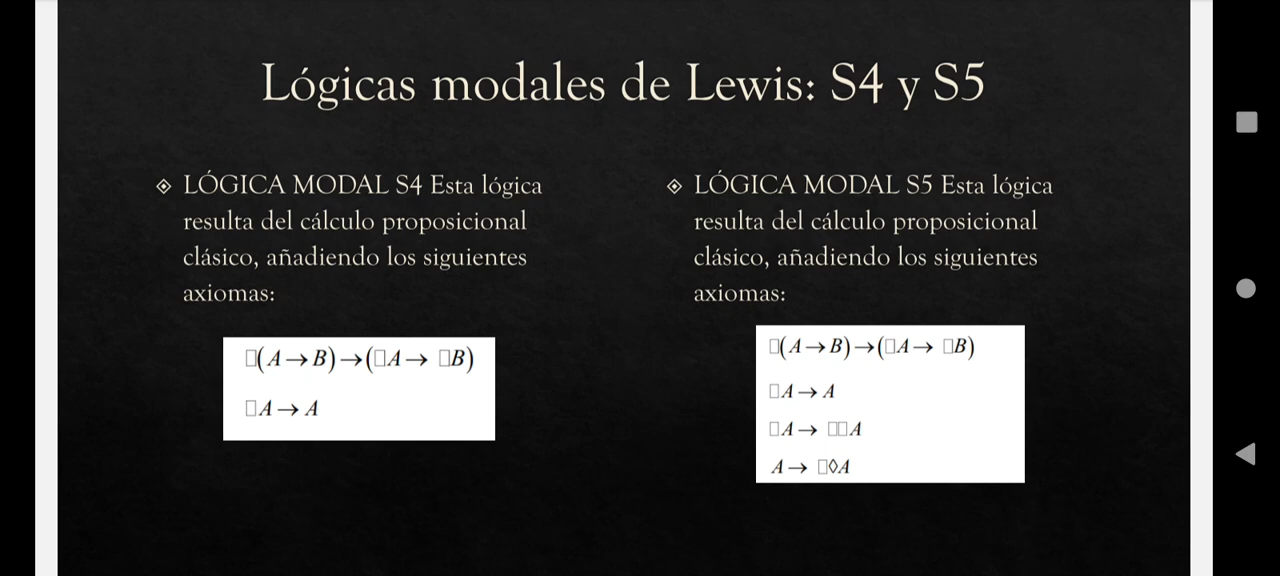 Lógicas modales de Lewis: S4 y S5
LÓGICA MODAL S4 Esta lógica
resulta del cálculo proposicional
clásico, añadiendo los siguientes
axiomas:
□(A→B)→(□A→ □B)
□A→A
LÓGICA MODAL S5 Esta lógica
resulta del cálculo proposicional
clásico, añadiendo los siguientes
axiomas:
□(A→B)→(□A→ □B)
□A→A
□A→ □□A
A→ □◊A